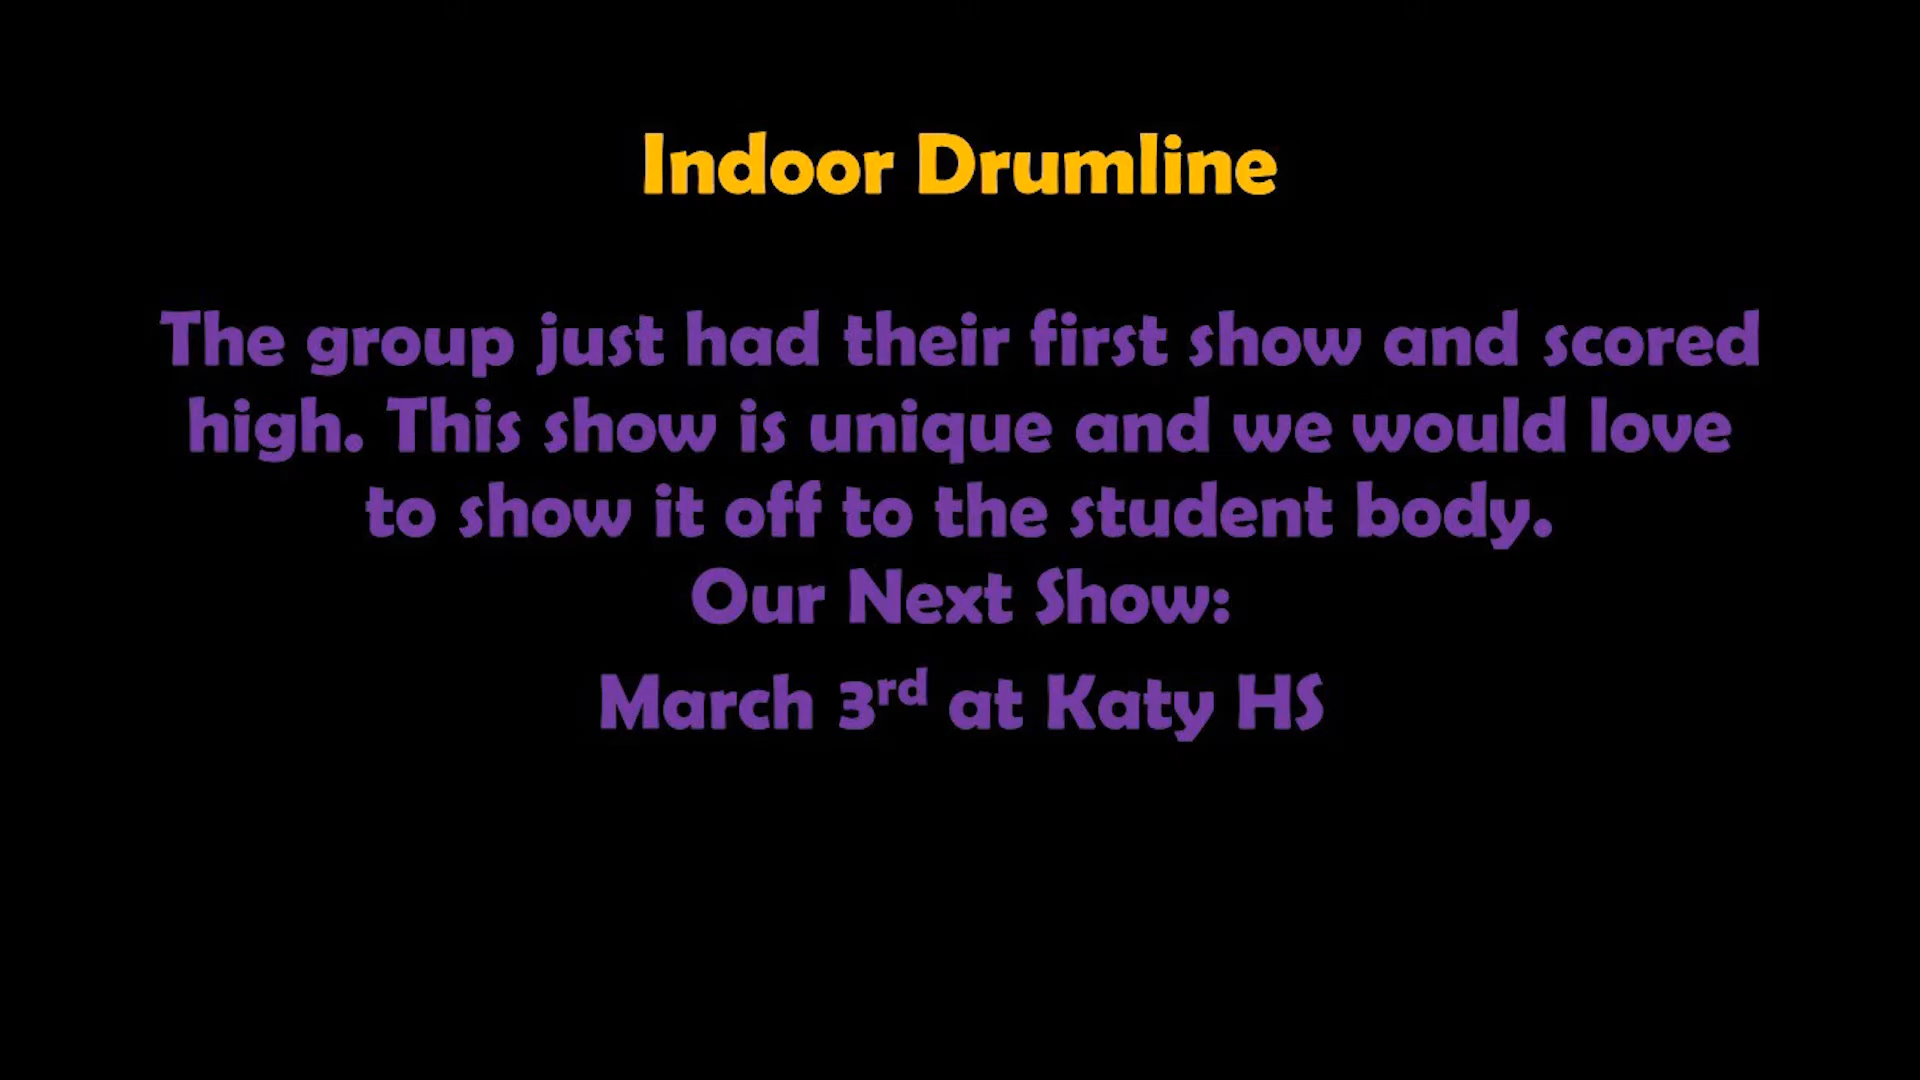 Indoor Drumline
The group just had their first show and scored
high. This show is unique and we would love
to show it off to the student body.
Our Next Show:
March 3rd at Katy HS